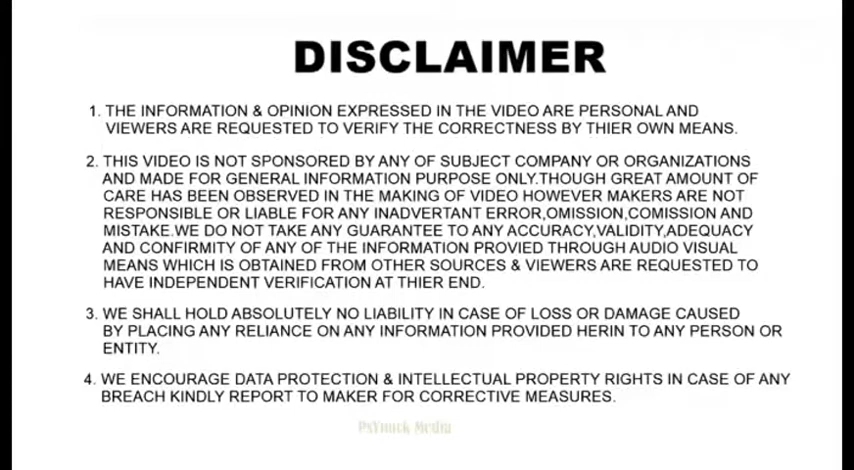 DISCLAIMER
1. THE INFORMATION & OPINION EXPRESSED IN THE VIDEO ARE PERSONAL AND
VIEWERS ARE REQUESTED TO VERIFY THE CORRECTNESS BY THIER OWN MEANS.
2. THIS VIDEO IS NOT SPONSORED BY ANY OF SUBJECT COMPANY OR ORGANIZATIONS
AND MADE FOR GENERAL INFORMATION PURPOSE ONLY.THOUGH GREAT AMOUNT OF
CARE HAS BEEN OBSERVED IN THE MAKING OF VIDEO HOWEVER MAKERS ARE NOT
RESPONSIBLE OR LIABLE FOR ANY INADVERTANT ERROR,OMISSION,COMISSION AND
MISTAKE.WE DO NOT TAKE ANY GUARANTEE TO ANY ACCURACY,VALIDITY,ADEQUACY
AND CONFIRMITY OF ANY OF THE INFORMATION PROVIED THROUGH AUDIO VISUAL
MEANS WHICH IS OBTAINED FROM OTHER SOURCES & VIEWERS ARE REQUESTED TO
HAVE INDEPENDENT VERIFICATION AT THIER END.
3. WE SHALL HOLD ABSOLUTELY NO LIABILITY IN CASE OF LOSS OR DAMAGE CAUSED
BY PLACING ANY RELIANCE ON ANY INFORMATION PROVIDED HERIN TO ANY PERSON OR
ENTITY.
4. WE ENCOURAGE DATA PROTECTION & INTELLECTUAL PROPERTY RIGHTS IN CASE OF ANY
BREACH KINDLY REPORT TO MAKER FOR CORRECTIVE MEASURES.
Media